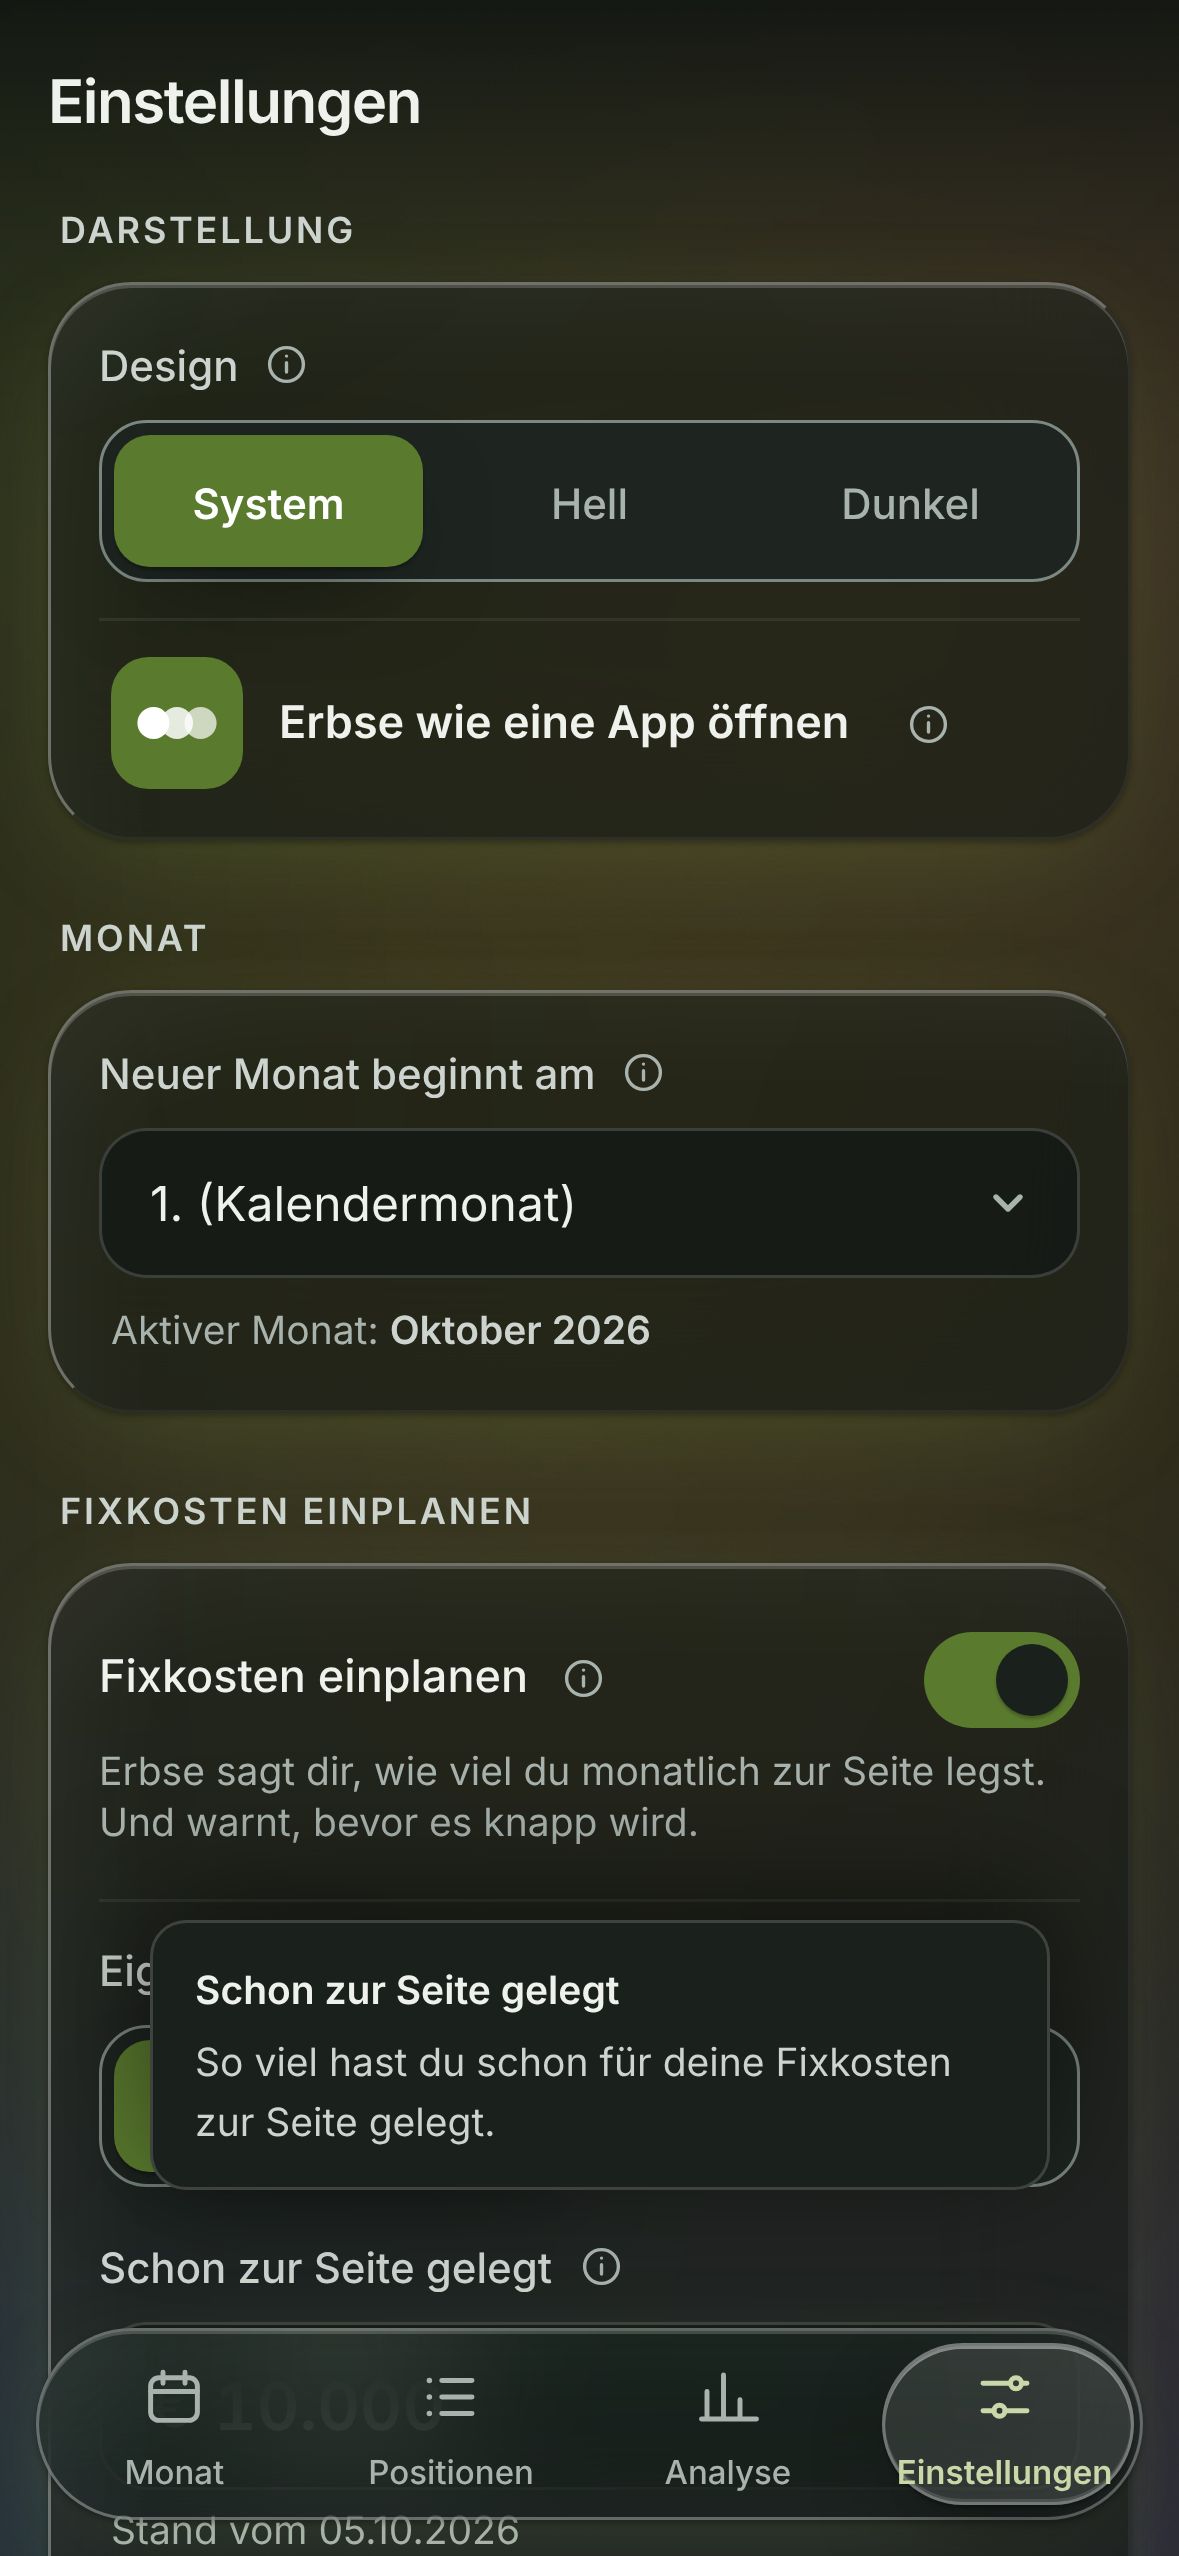 Einstellungen
DARSTELLUNG
Design
System Hell Dunkel
Erbse wie eine App öffnen
MONAT
Neuer Monat beginnt am
1. (Kalendermonat)
Aktiver Monat: Oktober 2026
FIXKOSTEN EINPLANEN
Fixkosten einplanen
Erbse sagt dir, wie viel du monatlich zur Seite legst.
Und warnt, bevor es knapp wird.
Schon zur Seite gelegt
So viel hast du schon für deine Fixkosten
zur Seite gelegt.
Schon zur Seite gelegt
10.000
Monat Positionen Analyse Einstellungen
Stand vom 05.10.2026